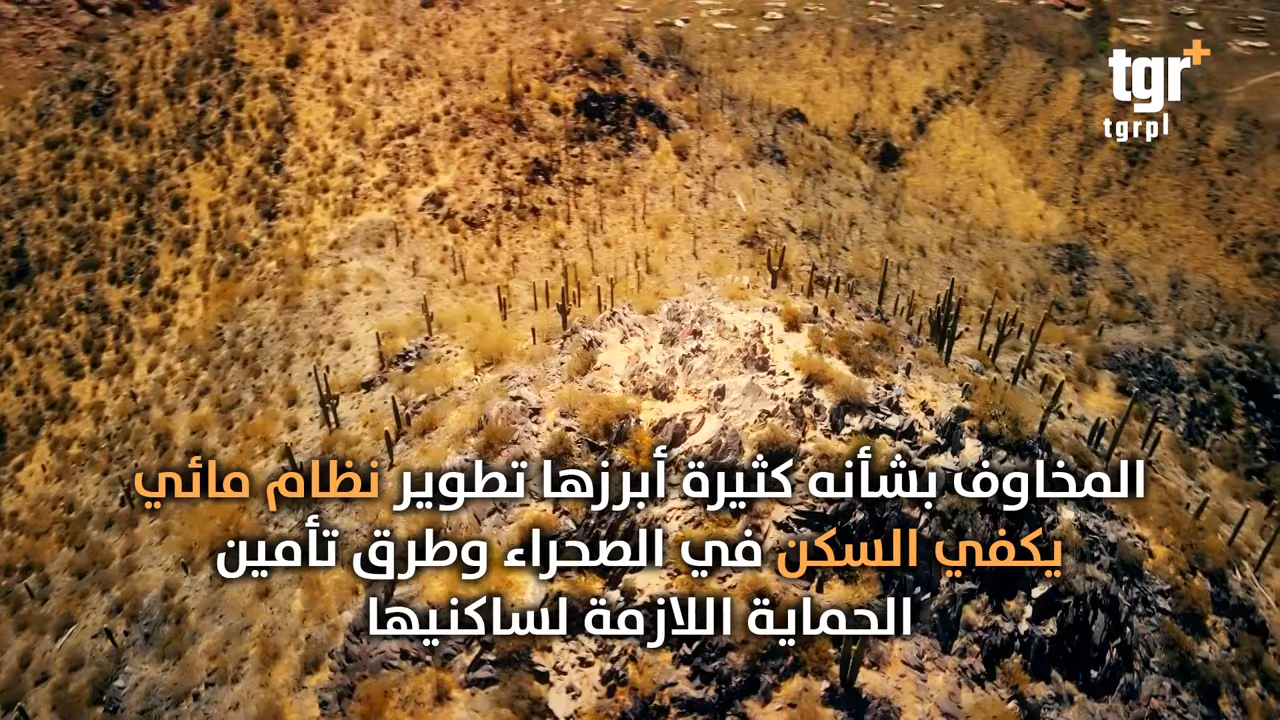 tgr+
tgrpl
المخاوف بشأنه كثيرة أبرزها تطوير نظام مائي
يكفي السكن في الصحراء وطرق تأمين
الحماية اللازمة لساكنيها